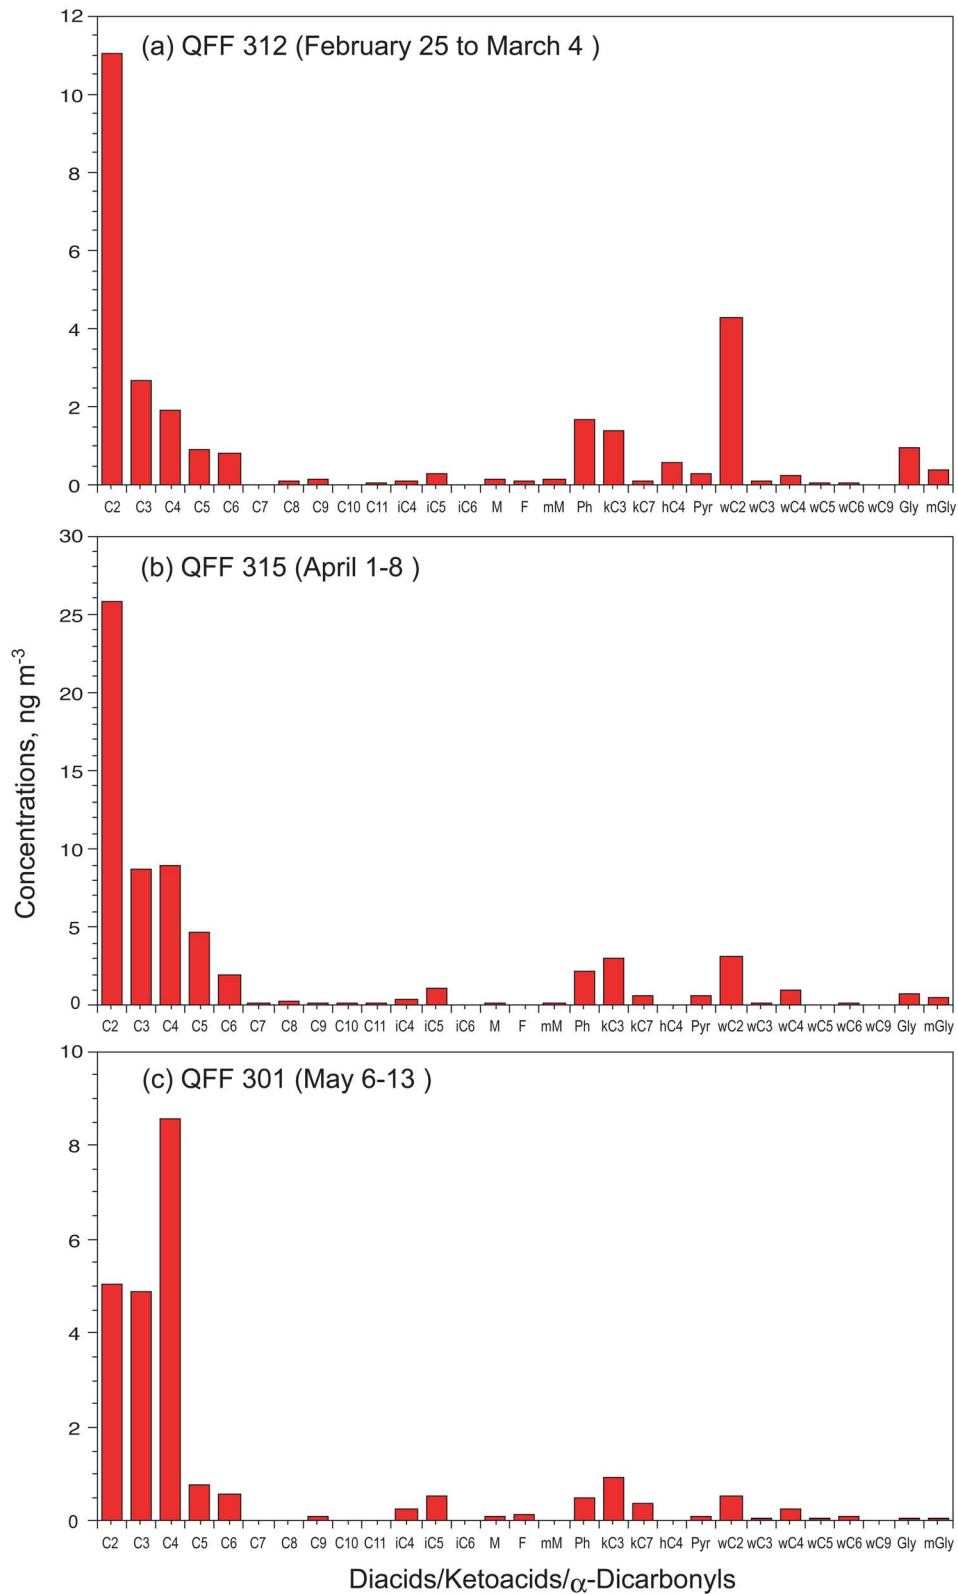 (a) QFF 312 (February 25 to March 4 )
12
10
8
6
4
2
0
C2 C3 C4 C5 C6 C7 C8 C9 C10 C11 iC4 iC5 iC6 M F mM Ph kC3 kC7 hC4 Pyr wC2 wC3 wC4 wC5 wC6 wC9 Gly mGly
(b) QFF 315 (April 1-8 )
30
25
20
15
10
5
0
C2 C3 C4 C5 C6 C7 C8 C9 C10 C11 iC4 iC5 iC6 M F mM Ph kC3 kC7 hC4 Pyr wC2 wC3 wC4 wC5 wC6 wC9 Gly mGly
Concentrations, ng m⁻³
(c) QFF 301 (May 6-13 )
10
8
6
4
2
0
C2 C3 C4 C5 C6 C7 C8 C9 C10 C11 iC4 iC5 iC6 M F mM Ph kC3 kC7 hC4 Pyr wC2 wC3 wC4 wC5 wC6 wC9 Gly mGly
Diacids/Ketoacids/α-Dicarbonyls